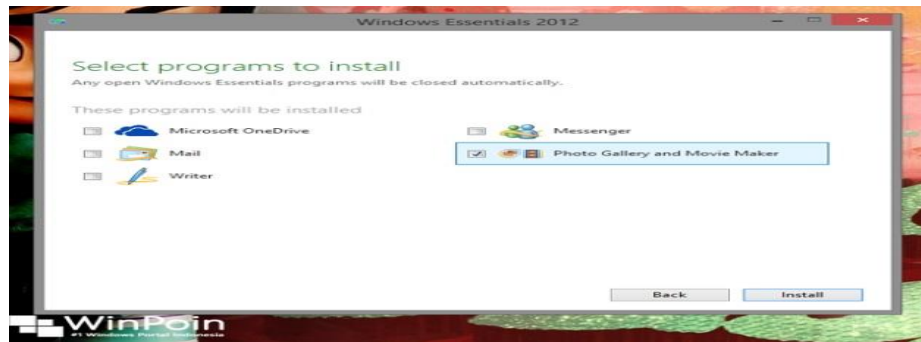 Windows Essentials 2012
Select programs to install
Any open Windows Essentials programs will be closed automatically.
These programs will be installed
Microsoft OneDrive
Messenger
Mail
Photo Gallery and Movie Maker
Writer
Back
Install
WinPoin
#1 Windows Portal Indonesia